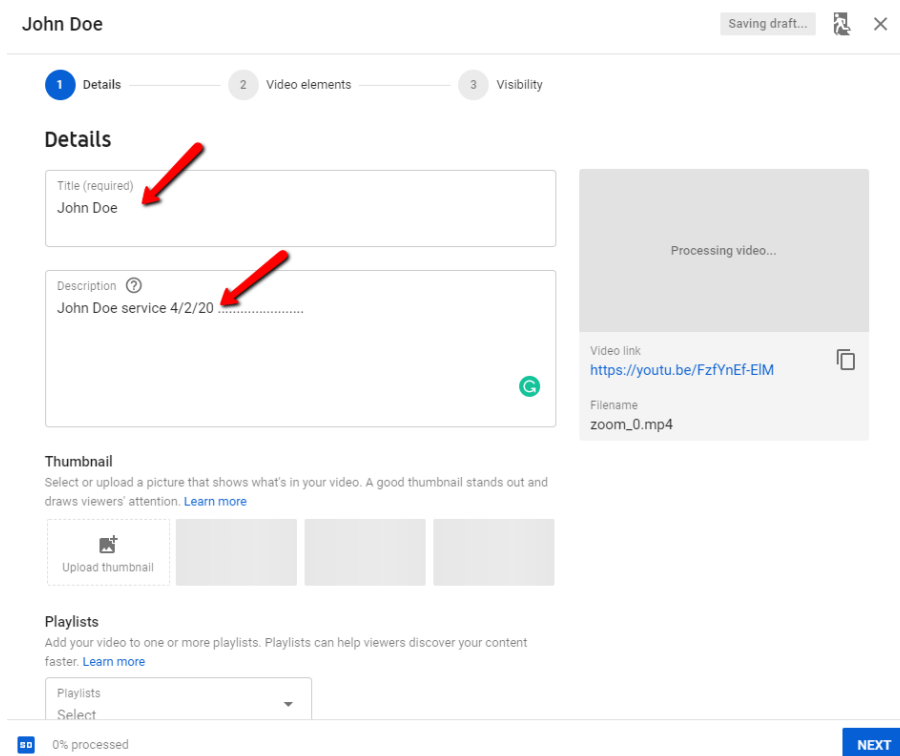 John Doe
Saving draft...
1 Details 2 Video elements 3 Visibility
Details
Title (required)
John Doe
Description ?
John Doe service 4/2/20 .......................
G
Processing video...
Video link
https://youtu.be/FzfYnEf-ElM
Filename
zoom_0.mp4
Thumbnail
Select or upload a picture that shows what's in your video. A good thumbnail stands out and
draws viewers' attention. Learn more
Upload thumbnail
Playlists
Add your video to one or more playlists. Playlists can help viewers discover your content
faster. Learn more
Playlists
Select
SD 0% processed
NEXT